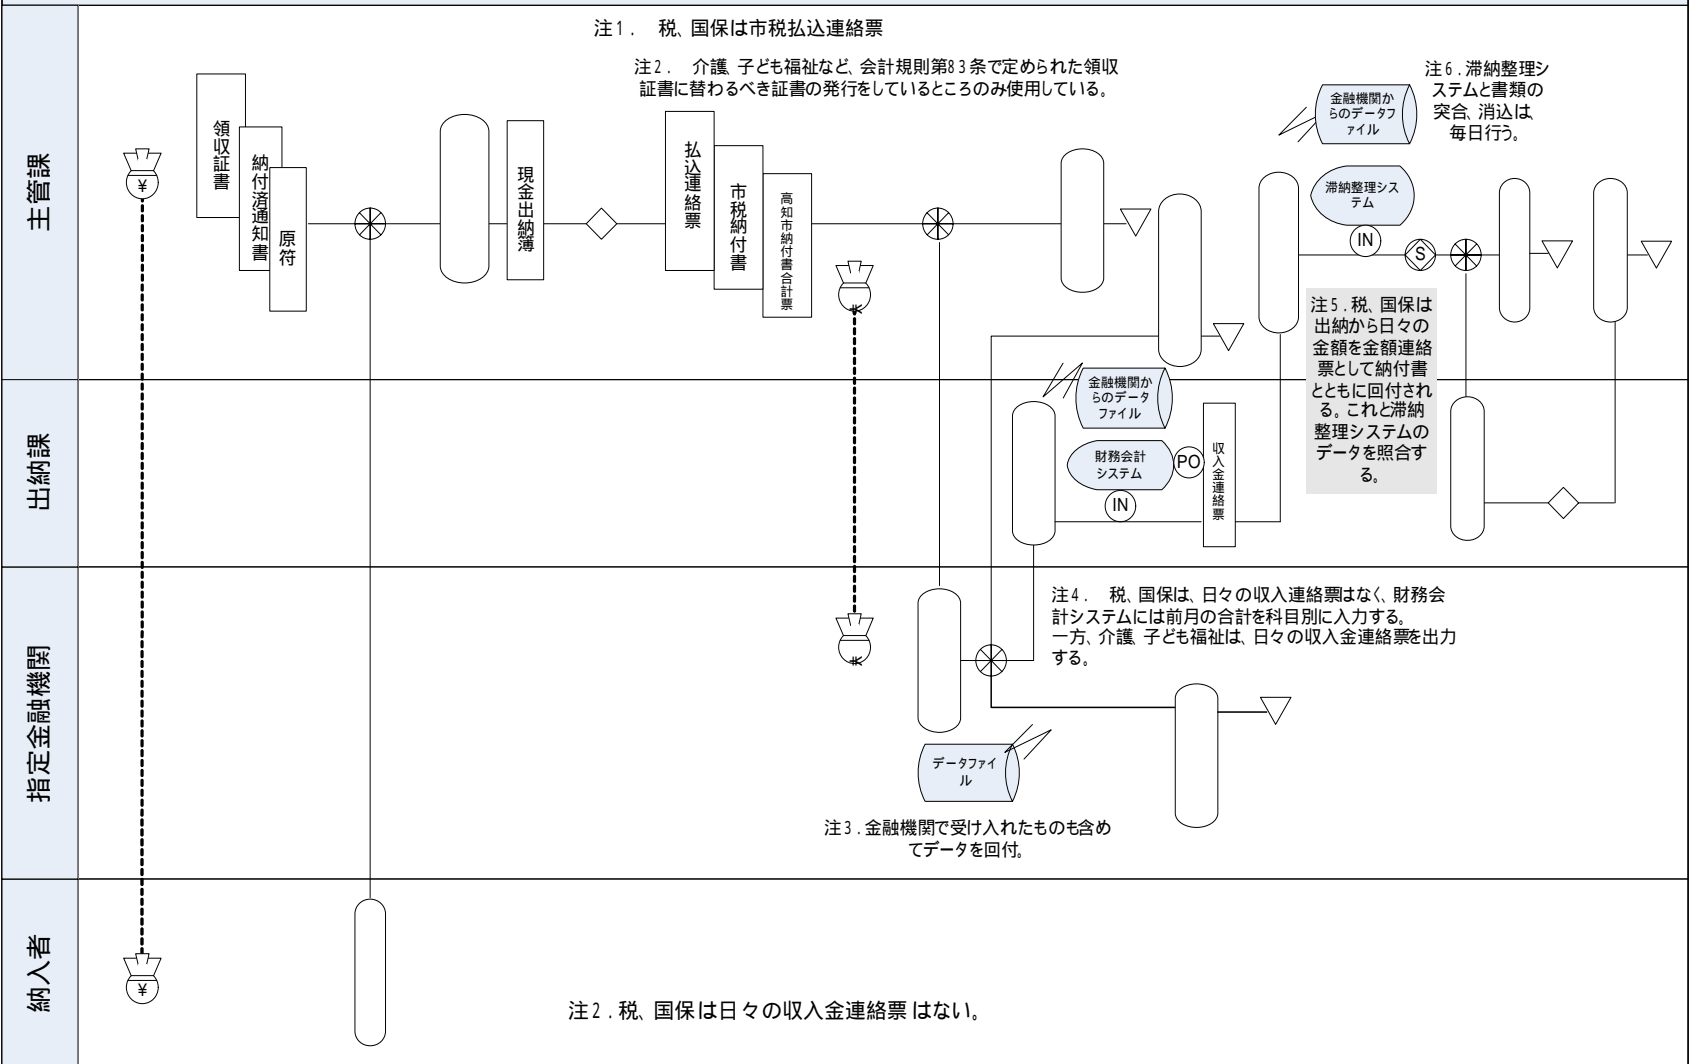 注１．　税、国保は市税払込連絡票
注２．　介護、子ども福祉など、会計規則第８３条で定められた領収
証書に替わるべき証書の発行をしているところのみ使用している。
注６．滞納整理シ
ステムと書類の
突合、消込は、
毎日行う。
主管課
¥
領収証書
納付済通知書
原符
現金出納簿
払込連絡票
市税納付書
高知市納付書合計票
¥
金融機関か
らのデータフ
ァイル
滞納整理シス
テム
IN
S
注５．税、国保は
出納から日々の
金額を金額連絡
票として納付書
とともに回付され
る。これと滞納
整理システムの
データを照合す
る。
出納課
金融機関か
らのデータ
ファイル
財務会計
システム
PO
IN
収入金連絡票
指定金融機関
¥
注４．　税、国保は、日々の収入連絡票はなく、財務会
計システムには前月の合計を科目別に入力する。
一方、介護、子ども福祉は、日々の収入金連絡票を出力
する。
データファイ
ル
注３．金融機関で受け入れたものも含め
てデータを回付。
納入者
¥
注２．税、国保は日々の収入金連絡票はない。